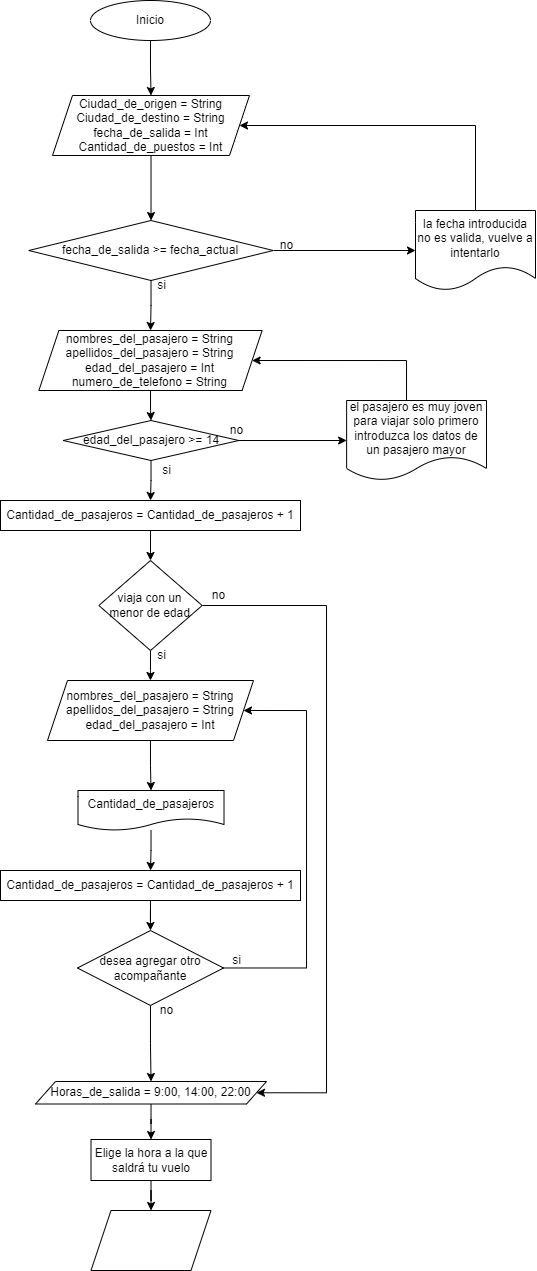 Inicio
Ciudad_de_origen = String
Ciudad_de_destino = String
fecha_de_salida = Int
Cantidad_de_puestos = Int
fecha_de_salida >= fecha_actual
no
la fecha introducida
no es valida, vuelve a
intentarlo
si
nombres_del_pasajero = String
apellidos_del_pasajero = String
edad_del_pasajero = Int
numero_de_telefono = String
edad_del_pasajero >= 14
no
el pasajero es muy joven
para viajar solo primero
introduzca los datos de
un pasajero mayor
si
Cantidad_de_pasajeros = Cantidad_de_pasajeros + 1
viaja con un
menor de edad
no
si
nombres_del_pasajero = String
apellidos_del_pasajero = String
edad_del_pasajero = Int
Cantidad_de_pasajeros
Cantidad_de_pasajeros = Cantidad_de_pasajeros + 1
desea agregar otro
acompañante
si
no
Horas_de_salida = 9:00, 14:00, 22:00
Elige la hora a la que
saldrá tu vuelo